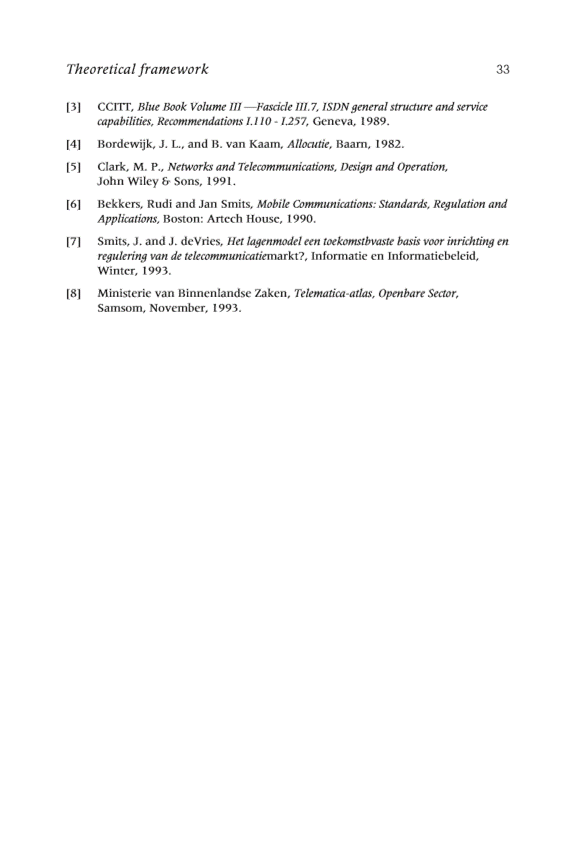 Theoretical framework 33
[3] CCITT, Blue Book Volume III —Fascicle III.7, ISDN general structure and service
capabilities, Recommendations I.110 - I.257, Geneva, 1989.
[4] Bordewijk, J. L., and B. van Kaam, Allocutie, Baarn, 1982.
[5] Clark, M. P., Networks and Telecommunications, Design and Operation,
John Wiley & Sons, 1991.
[6] Bekkers, Rudi and Jan Smits, Mobile Communications: Standards, Regulation and
Applications, Boston: Artech House, 1990.
[7] Smits, J. and J. deVries, Het lagenmodel een toekomstbvaste basis voor inrichting en
regulering van de telecommunicatiemarkt?, Informatie en Informatiebeleid,
Winter, 1993.
[8] Ministerie van Binnenlandse Zaken, Telematica-atlas, Openbare Sector,
Samsom, November, 1993.